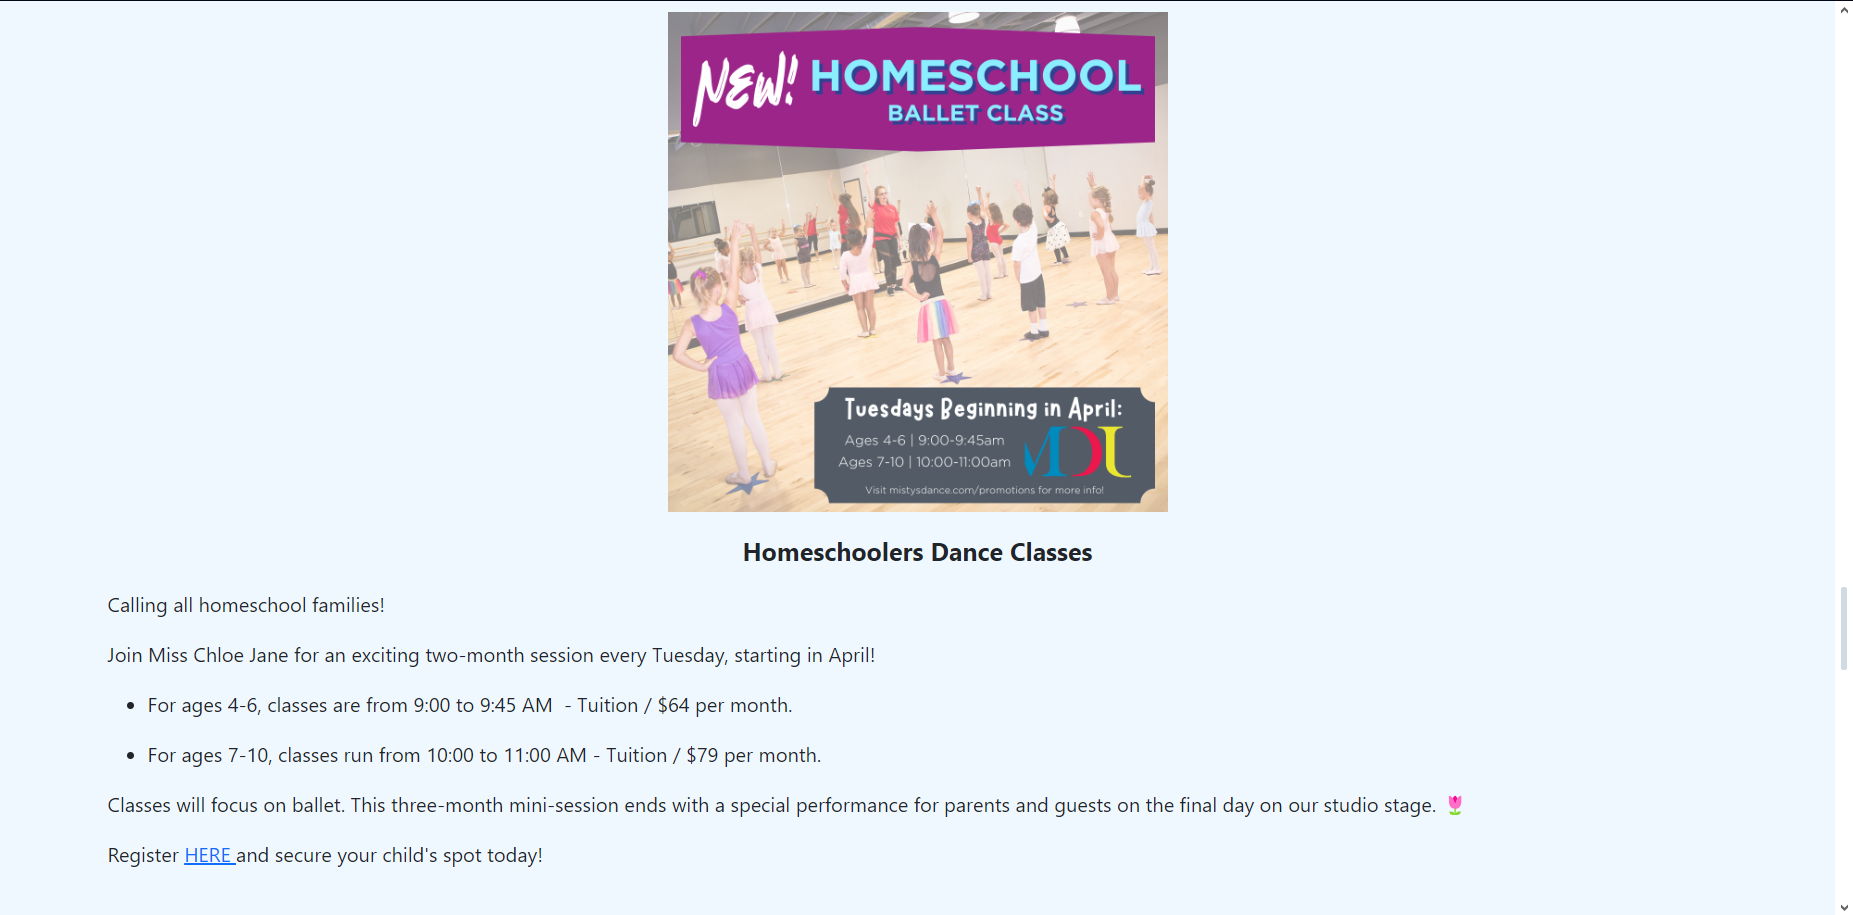 NEW! HOMESCHOOL
BALLET CLASS
Tuesdays Beginning in April:
Ages 4-6 | 9:00-9:45am
Ages 7-10 | 10:00-11:00am
MDU
Visit mistysdance.com/promotions for more info!
Homeschoolers Dance Classes
Calling all homeschool families!
Join Miss Chloe Jane for an exciting two-month session every Tuesday, starting in April!
• For ages 4-6, classes are from 9:00 to 9:45 AM  - Tuition / $64 per month.
• For ages 7-10, classes run from 10:00 to 11:00 AM - Tuition / $79 per month.
Classes will focus on ballet. This three-month mini-session ends with a special performance for parents and guests on the final day on our studio stage. 🌷
Register HERE and secure your child's spot today!